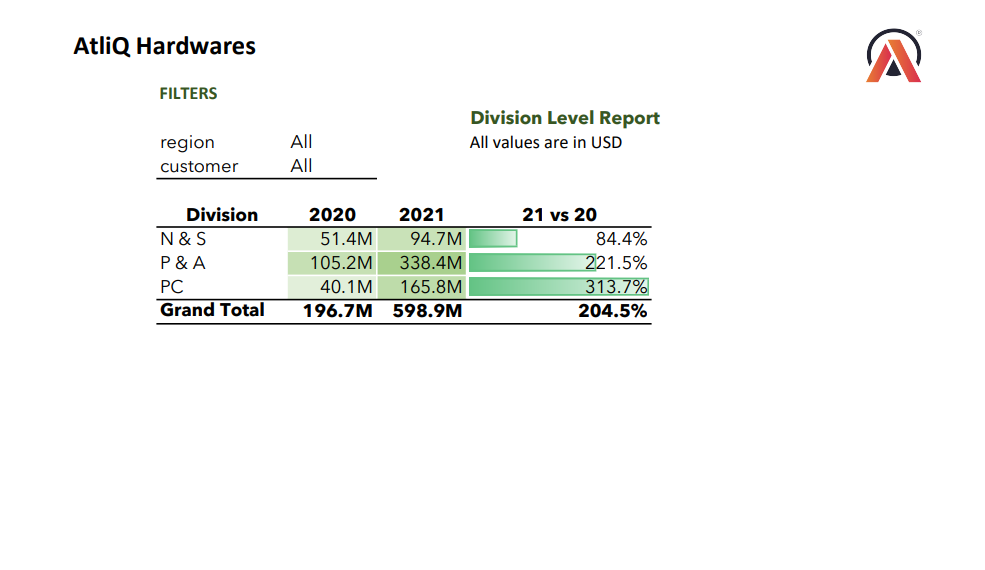 AtliQ Hardwares
®
FILTERS
Division Level Report
region All
All values are in USD
customer All
Division 2020 2021 21 vs 20
N & S 51.4M 94.7M 84.4%
P & A 105.2M 338.4M 221.5%
PC 40.1M 165.8M 313.7%
Grand Total 196.7M 598.9M 204.5%